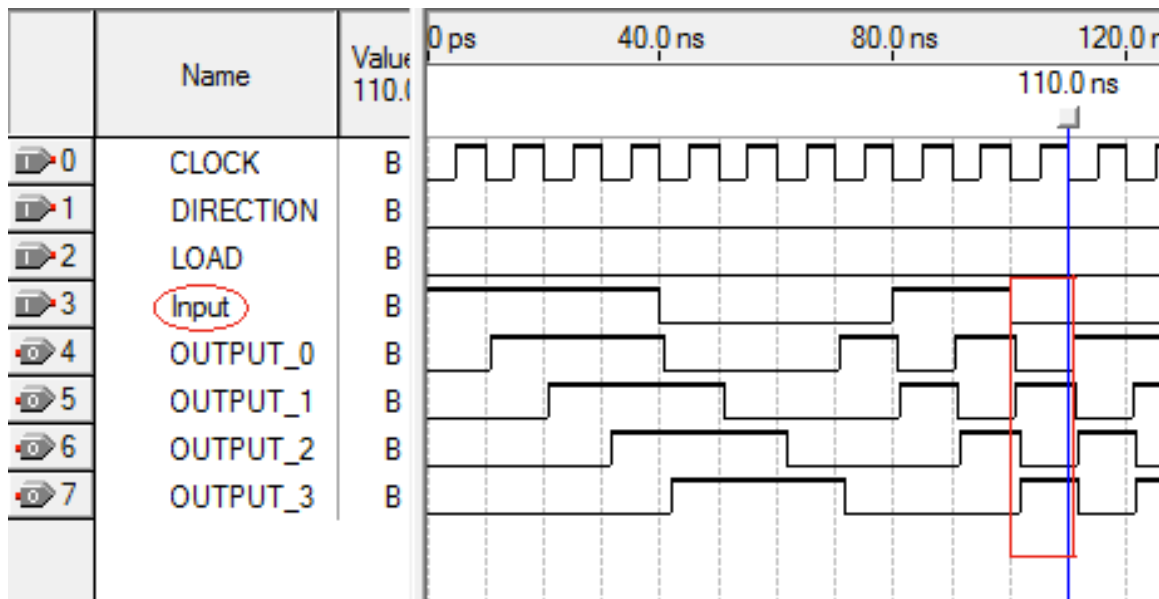 Name
Value
110.0
0 ps
40.0 ns
80.0 ns
120.0 n
110.0 ns
0 CLOCK B
1 DIRECTION B
2 LOAD B
3 Input B
4 OUTPUT_0 B
5 OUTPUT_1 B
6 OUTPUT_2 B
7 OUTPUT_3 B